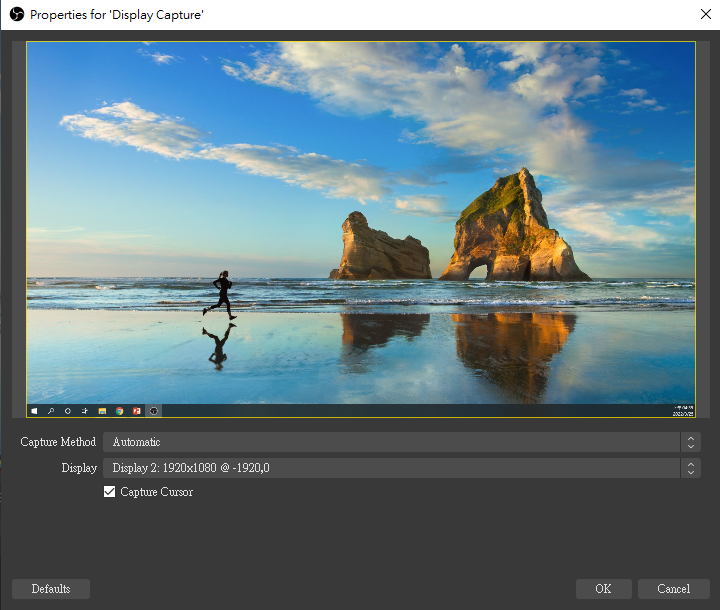 Properties for 'Display Capture'
Capture Method
Automatic
Display
Display 2: 1920x1080 @ -1920,0
Capture Cursor
Defaults
OK
Cancel